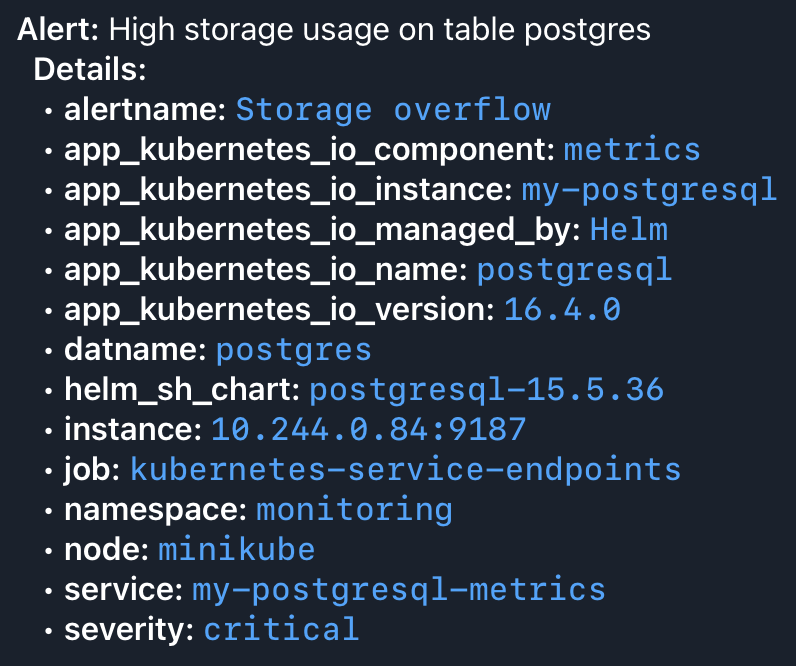 Alert: High storage usage on table postgres
Details:
• alertname: Storage overflow
• app_kubernetes_io_component: metrics
• app_kubernetes_io_instance: my-postgresql
• app_kubernetes_io_managed_by: Helm
• app_kubernetes_io_name: postgresql
• app_kubernetes_io_version: 16.4.0
• datname: postgres
• helm_sh_chart: postgresql-15.5.36
• instance: 10.244.0.84:9187
• job: kubernetes-service-endpoints
• namespace: monitoring
• node: minikube
• service: my-postgresql-metrics
• severity: critical